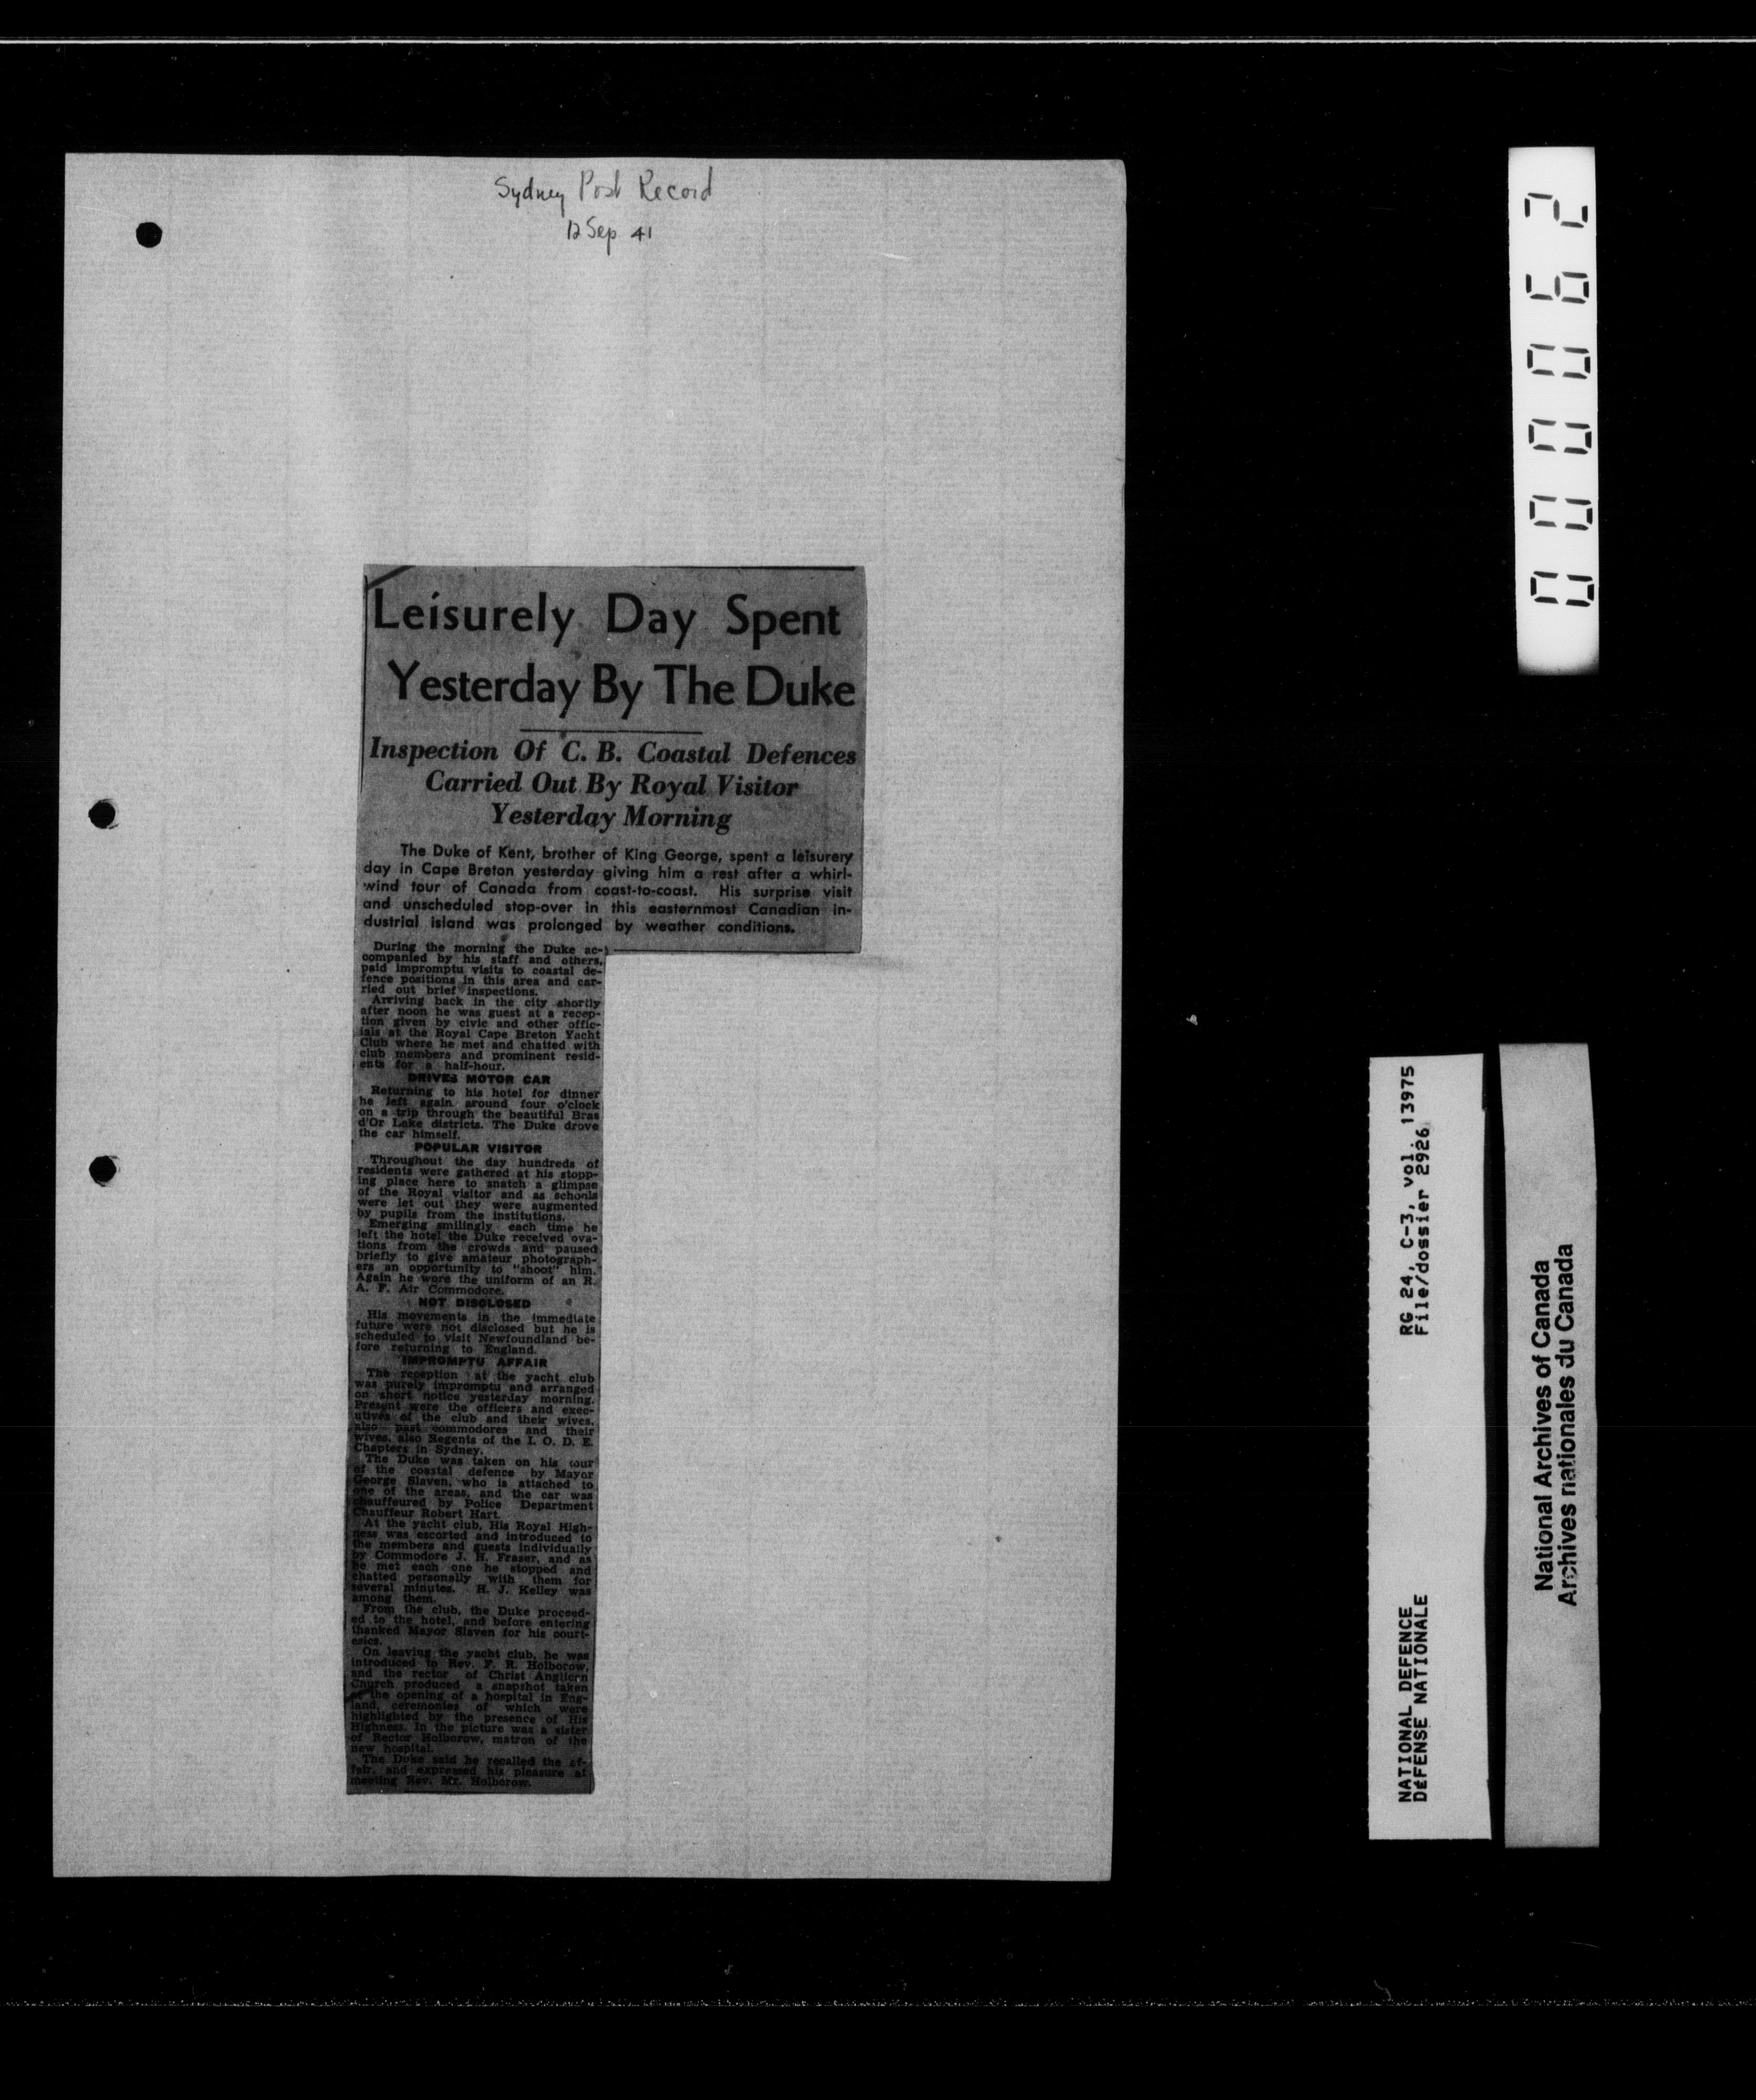 Sydney Post Record
12 Sep 41
Leisurely Day Spent
Yesterday By The Duke
Inspection Of C. B. Coastal Defences
Carried Out By Royal Visitor
Yesterday Morning
The Duke of Kent, brother of King George, spent a leisurely
day in Cape Breton yesterday giving him a rest after a whirl-
wind tour of Canada from coast-to-coast. His surprise visit
and unscheduled stop-over in this easternmost Canadian in-
dustrial island was prolonged by weather conditions.
During the morning the Duke ac-
companied by his staff and others,
paid impromptu visits to coastal de-
fence positions in this area and car-
ried out brief inspections.
Arriving back in the city shortly
after noon he was guest at a recep-
tion given by civic and other offic-
ials at the Royal Cape Breton Yacht
Club where he met and chatted with
club members and prominent resid-
ents for a half-hour.
DRIVES MOTOR CAR
Returning to his hotel for dinner
he left again around four o'clock
on a trip through the beautiful Bras
d'Or Lake districts. The Duke drove
the car himself.
POPULAR VISITOR
Throughout the day hundreds of
residents were gathered at his stopp-
ing place here to snatch a glimpse
of the Royal visitor and as schools
were let out they were augmented
by pupils from the institutions.
Emerging smilingly each time he
left the hotel the Duke received ova-
tions from the crowds and paused
briefly to give amateur photograph-
ers an opportunity to "shoot" him.
Again he wore the uniform of an R.
A. F. Air Commodore.
NOT DISCLOSED
His movements in the immediate
future were not disclosed but he is
scheduled to visit Newfoundland be-
fore returning to England.
IMPROMPTU AFFAIR
The reception at the yacht club
was purely impromptu and arranged
on short notice yesterday morning.
Present were the officers and exec-
utives of the club and their wives,
also past commodores and their
wives, also Regents of the I. O. D. E.
Chapters in Sydney.
The Duke was taken on his tour
of the coastal defence by Mayor
George Slaven, who is attached to
one of the areas, and the car was
chauffeured by Police Department
Chauffeur Robert Hart.
At the yacht club, His Royal High-
ness was escorted and introduced to
the members and guests individually
by Commodore J. H. Fraser, and as
he met each one he stopped and
chatted personally with them for
several minutes. H. J. Kelley was
among them.
From the club, the Duke proceed-
ed to the hotel, and before entering
thanked Mayor Slaven for his court-
esies.
On leaving the yacht club, he was
introduced to Rev. F. R. Holborow,
and the rector of Christ Anglican
Church produced a snapshot taken
at the opening of a hospital in Eng-
land, ceremonies of which were
highlighted by the presence of His
Highness. In the picture was a sister
of Rector Holborow, matron of the
new hospital.
The Duke said he recalled the af-
fair, and expressed his pleasure at
meeting Rev. Mr. Holborow.
000062
RG 24, C-3, vol. 13975
File/dossier 2926
NATIONAL DEFENCE
DÉFENSE NATIONALE
National Archives of Canada
Archives nationales du Canada